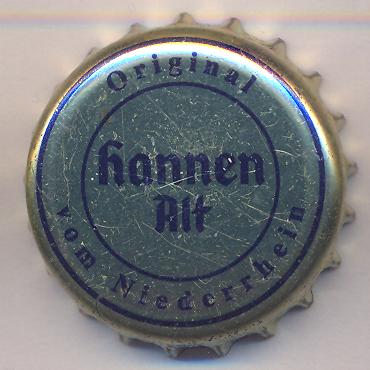 Original
Hannen
Alt
vom Niederrhein